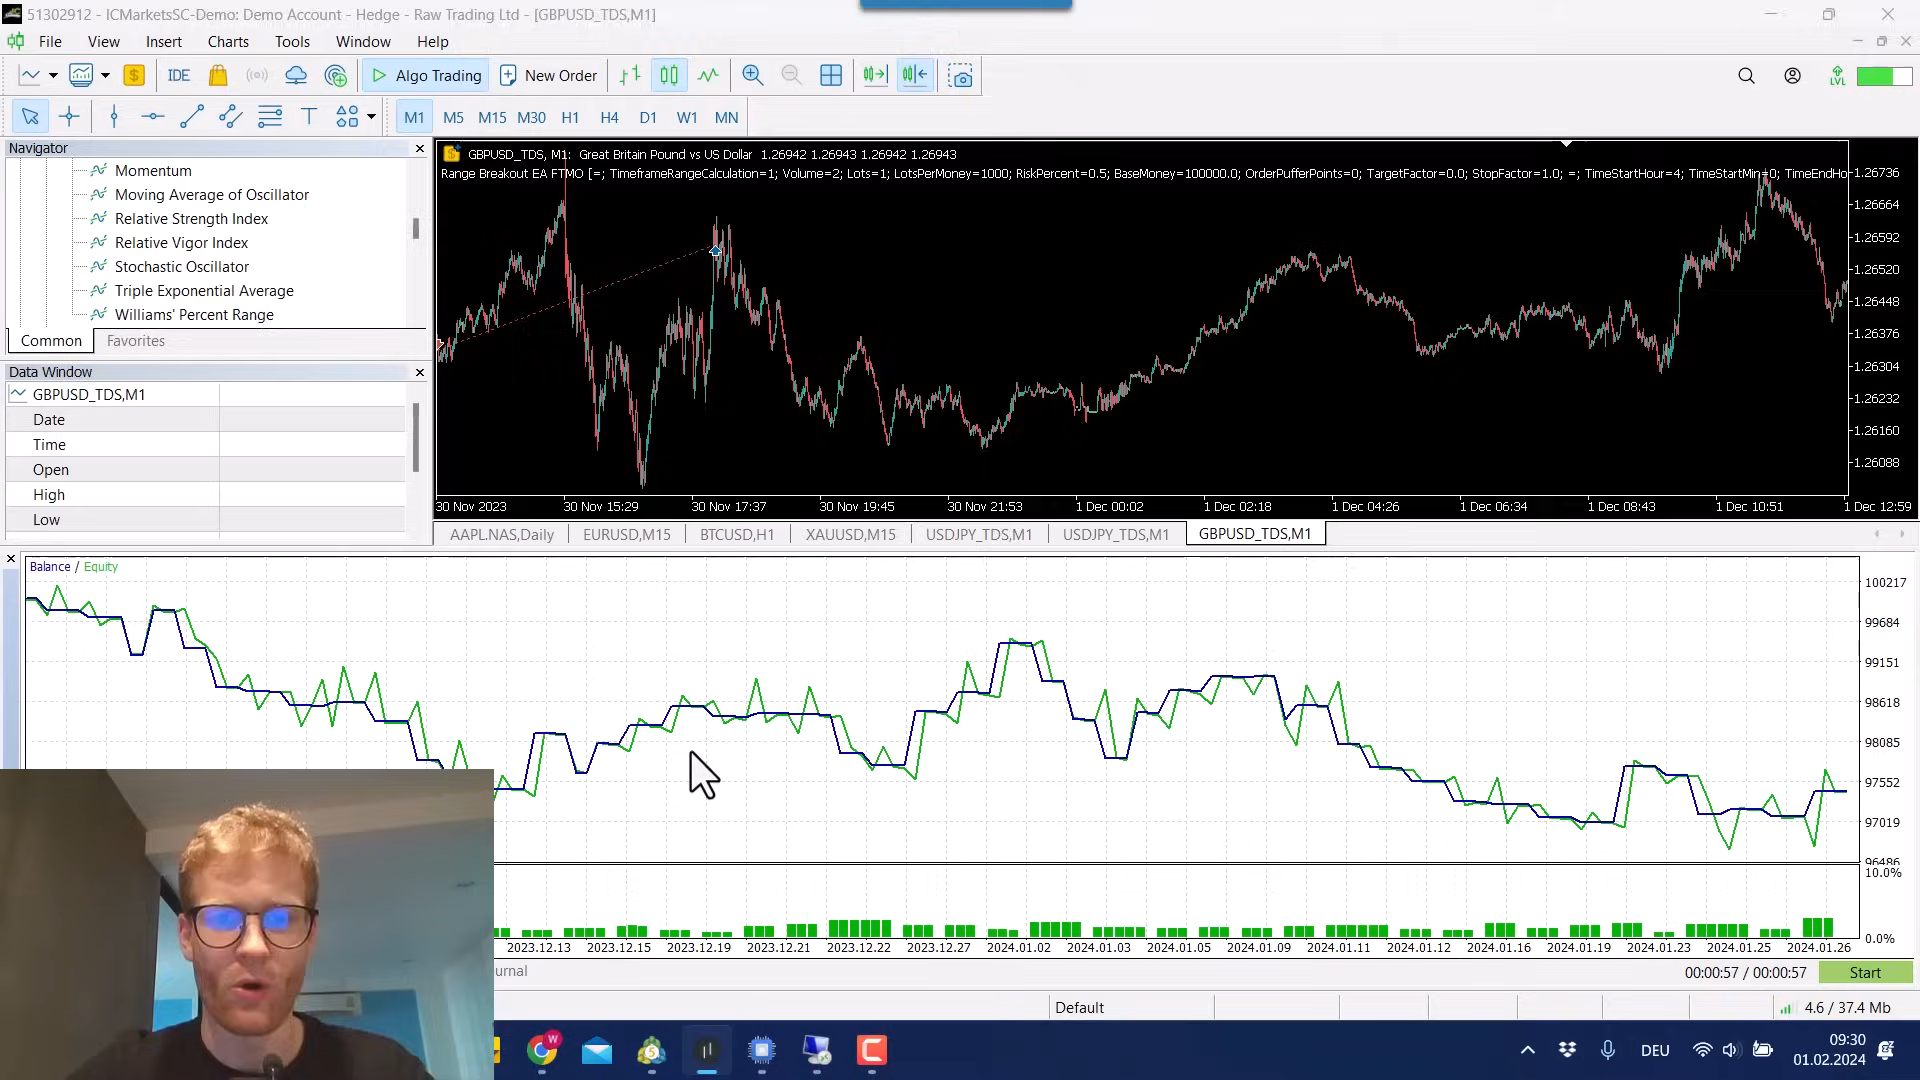 51302912 - ICMarketsSC-Demo: Demo Account - Hedge - Raw Trading Ltd - [GBPUSD_TDS,M1]
File View Insert Charts Tools Window Help
IDE Algo Trading New Order LVL
M1 M5 M15 M30 H1 H4 D1 W1 MN
Navigator
Momentum
Moving Average of Oscillator
Relative Strength Index
Relative Vigor Index
Stochastic Oscillator
Triple Exponential Average
Williams' Percent Range
Common Favorites
Data Window
GBPUSD_TDS,M1
Date
Time
Open
High
Low
GBPUSD_TDS, M1: Great Britain Pound vs US Dollar 1.26942 1.26943 1.26942 1.26943
Range Breakout EA FTMO [=; TimeframeRangeCalculation=1; Volume=2; Lots=1; LotsPerMoney=1000; RiskPercent=0.5; BaseMoney=100000.0; OrderPufferPoints=0; TargetFactor=0.0; StopFactor=1.0; =; TimeStartHour=4; TimeStartMin=0; TimeEndHo
1.26736
1.26664
1.26592
1.26520
1.26448
1.26376
1.26304
1.26232
1.26160
1.26088
30 Nov 2023 30 Nov 15:29 30 Nov 17:37 30 Nov 19:45 30 Nov 21:53 1 Dec 00:02 1 Dec 02:18 1 Dec 04:26 1 Dec 06:34 1 Dec 08:43 1 Dec 10:51 1 Dec 12:59
AAPL.NAS,Daily EURUSD,M15 BTCUSD,H1 XAUUSD,M15 USDJPY_TDS,M1 USDJPY_TDS,M1 GBPUSD_TDS,M1
Balance / Equity
100217
99684
99151
98618
98085
97552
97019
96486
10.0%
0.0%
2023.12.13 2023.12.15 2023.12.19 2023.12.21 2023.12.22 2023.12.27 2024.01.02 2024.01.03 2024.01.05 2024.01.09 2024.01.11 2024.01.12 2024.01.16 2024.01.19 2024.01.23 2024.01.25 2024.01.26
urnal 00:00:57 / 00:00:57 Start
Default 4.6 / 37.4 Mb
W DEU 09:30
01.02.2024